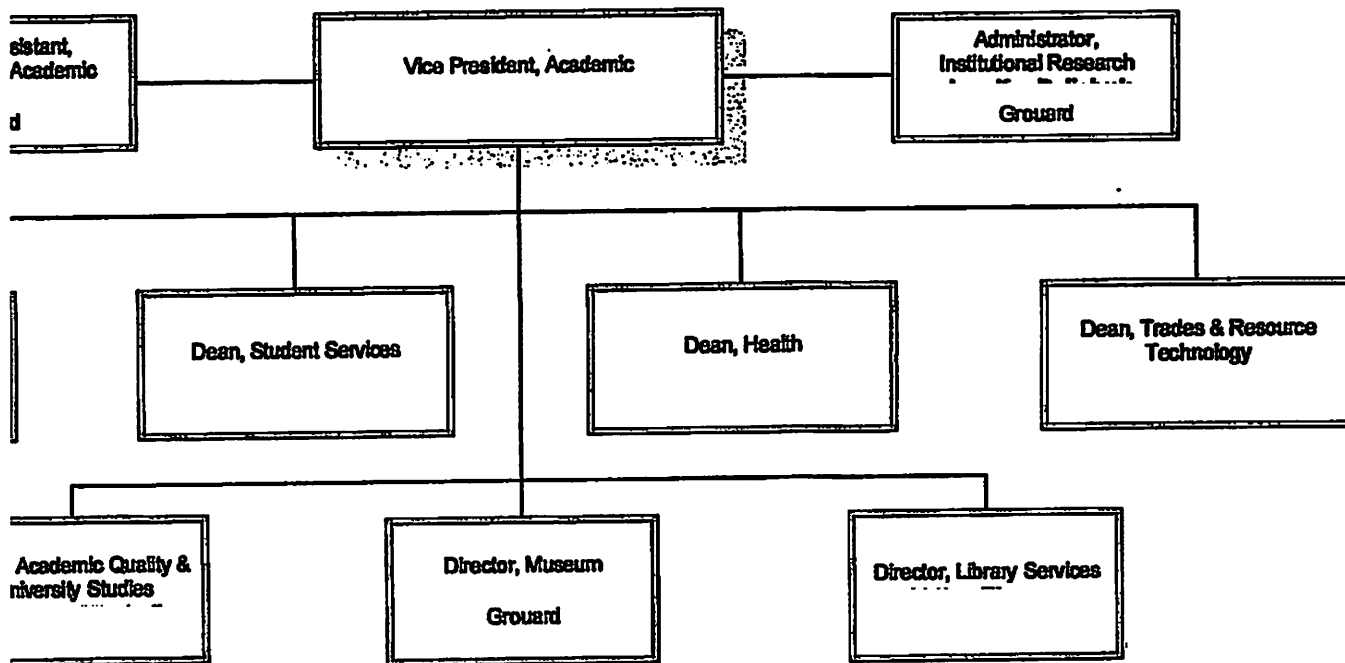 sistant,
Academic
d
Vice President, Academic
Administrator,
Institutional Research
Grouard
Dean, Student Services
Dean, Health
Dean, Trades & Resource
Technology
Academic Quality &
niversity Studies
Director, Museum
Grouard
Director, Library Services